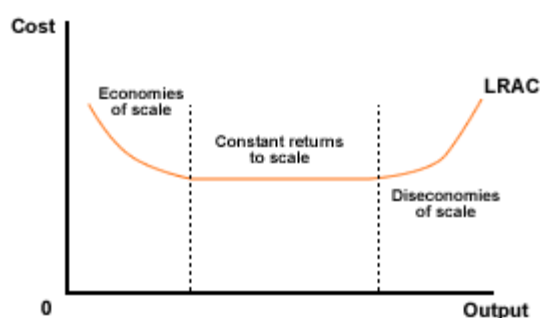 Cost
LRAC
Economies
of scale
Constant returns
to scale
Diseconomies
of scale
0
Output